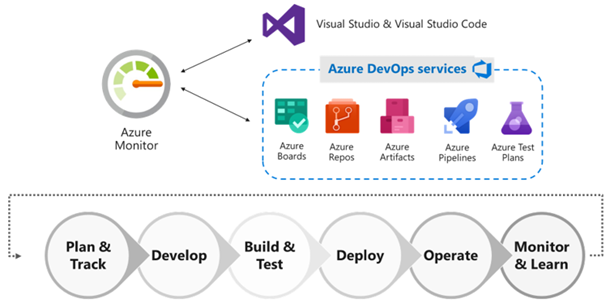 Visual Studio & Visual Studio Code
Azure DevOps services
Azure
Monitor
Azure
Boards
Azure
Repos
Azure
Artifacts
Azure
Pipelines
Azure Test
Plans
Plan &
Track
Develop
Build &
Test
Deploy
Operate
Monitor
& Learn